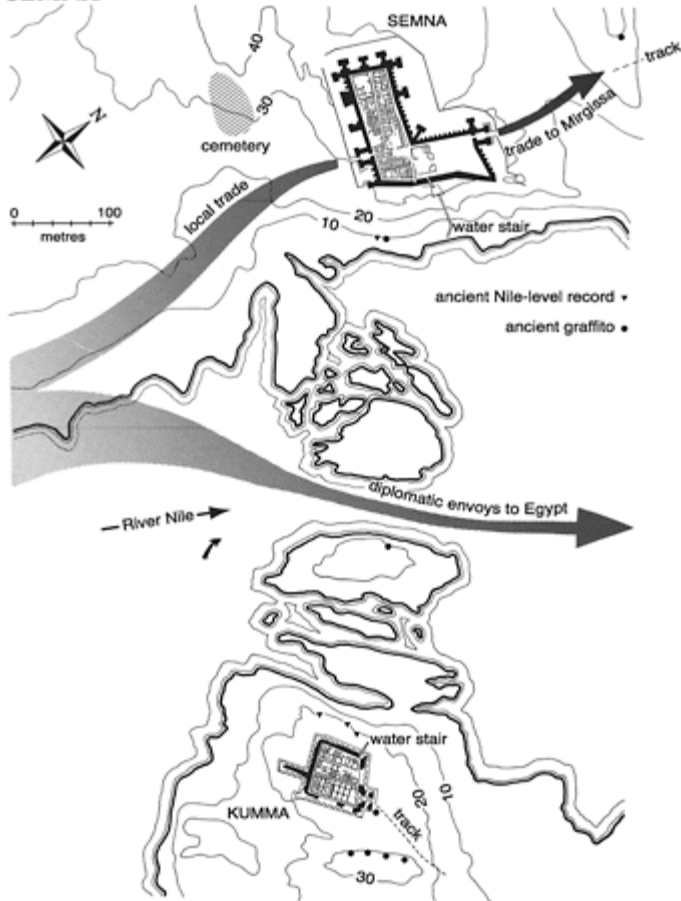 SEMNA
40
30
track
trade to Mirgissa
N
cemetery
local trade
0 100
metres
20
10
water stair
ancient Nile-level record
ancient graffito
diplomatic envoys to Egypt
River Nile
water stair
KUMMA
track
20
10
30